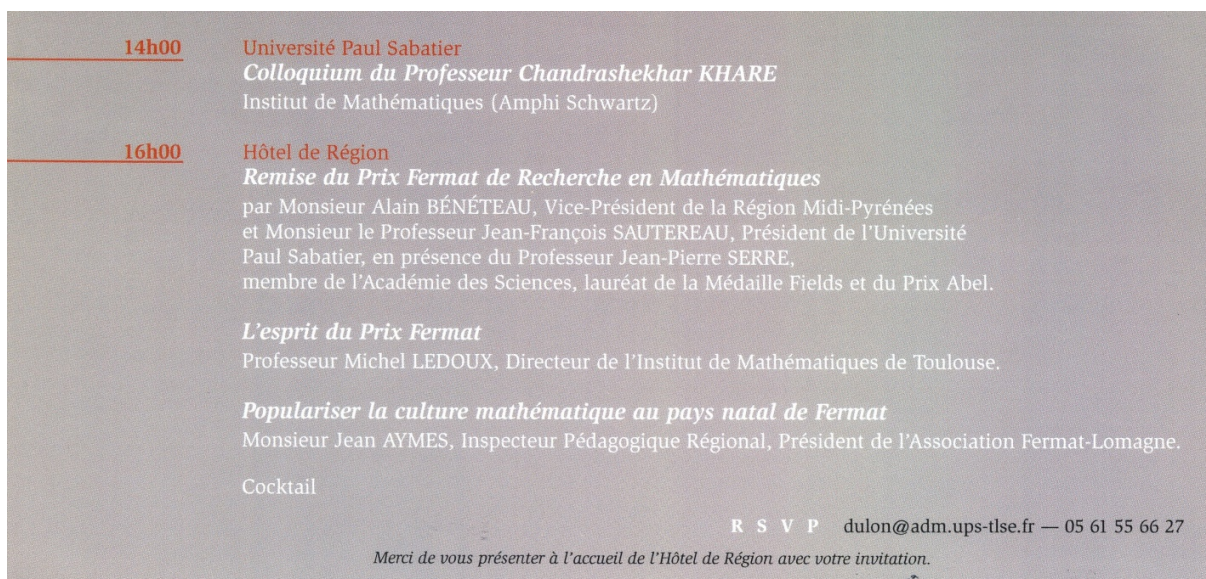 14h00 Université Paul Sabatier
Colloquium du Professeur Chandrashekhar KHARE
Institut de Mathématiques (Amphi Schwartz)
16h00 Hôtel de Région
Remise du Prix Fermat de Recherche en Mathématiques
par Monsieur Alain BÉNÉTEAU, Vice-Président de la Région Midi-Pyrénées
et Monsieur le Professeur Jean-François SAUTEREAU, Président de l'Université
Paul Sabatier, en présence du Professeur Jean-Pierre SERRE,
membre de l'Académie des Sciences, lauréat de la Médaille Fields et du Prix Abel.
L'esprit du Prix Fermat
Professeur Michel LEDOUX, Directeur de l'Institut de Mathématiques de Toulouse.
Populariser la culture mathématique au pays natal de Fermat
Monsieur Jean AYMES, Inspecteur Pédagogique Régional, Président de l'Association Fermat-Lomagne.
Cocktail
R S V P dulon@adm.ups-tlse.fr — 05 61 55 66 27
Merci de vous présenter à l'accueil de l'Hôtel de Région avec votre invitation.